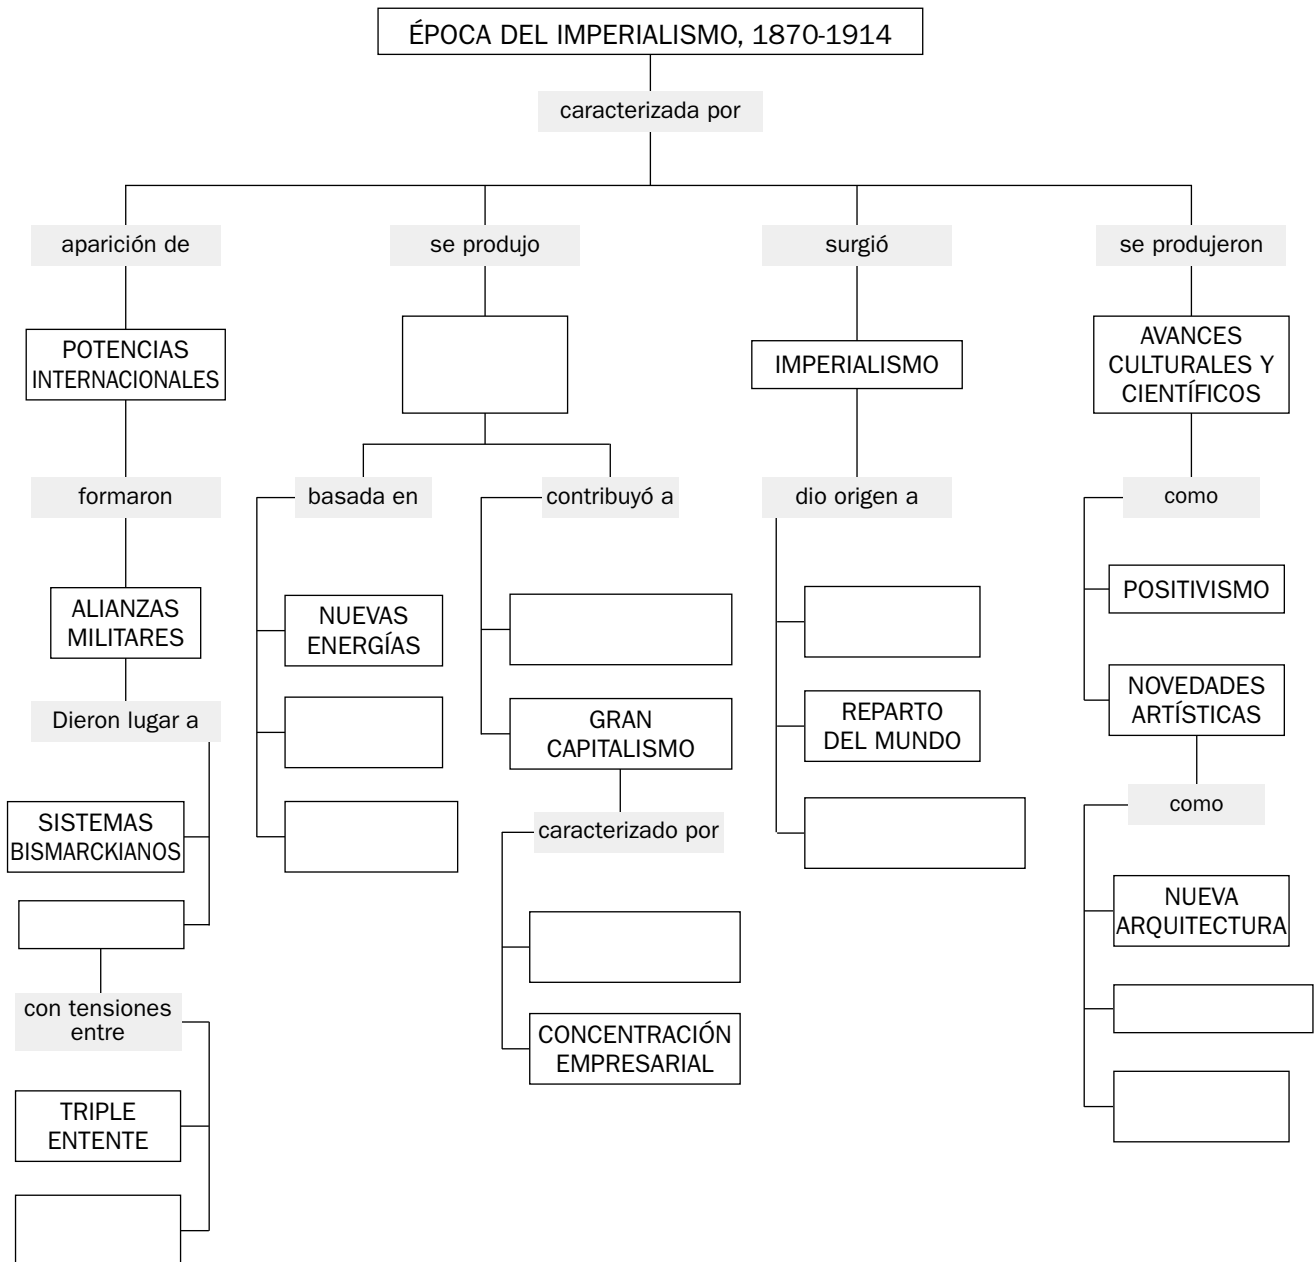 ÉPOCA DEL IMPERIALISMO, 1870-1914
caracterizada por
aparición de
se produjo
surgió
se produjeron
POTENCIAS
INTERNACIONALES
IMPERIALISMO
AVANCES
CULTURALES Y
CIENTÍFICOS
formaron
basada en
contribuyó a
dio origen a
como
ALIANZAS
MILITARES
NUEVAS
ENERGÍAS
POSITIVISMO
Dieron lugar a
GRAN
CAPITALISMO
REPARTO
DEL MUNDO
NOVEDADES
ARTÍSTICAS
SISTEMAS
BISMARCKIANOS
caracterizado por
como
NUEVA
ARQUITECTURA
con tensiones
entre
CONCENTRACIÓN
EMPRESARIAL
TRIPLE
ENTENTE